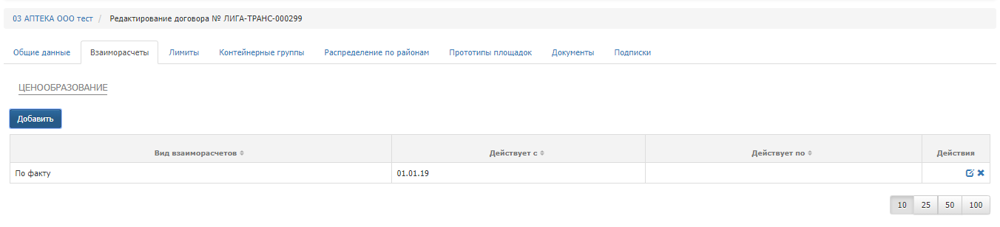 03 АПТЕКА ООО тест / Редактирование договора № ЛИГА-ТРАНС-000299
Общие данные Взаиморасчеты Лимиты Контейнерные группы Распределение по районам Прототипы площадок Документы Подписки
ЦЕНООБРАЗОВАНИЕ
Добавить
Вид взаиморасчетов Действует с Действует по Действия
По факту 01.01.19
10 25 50 100